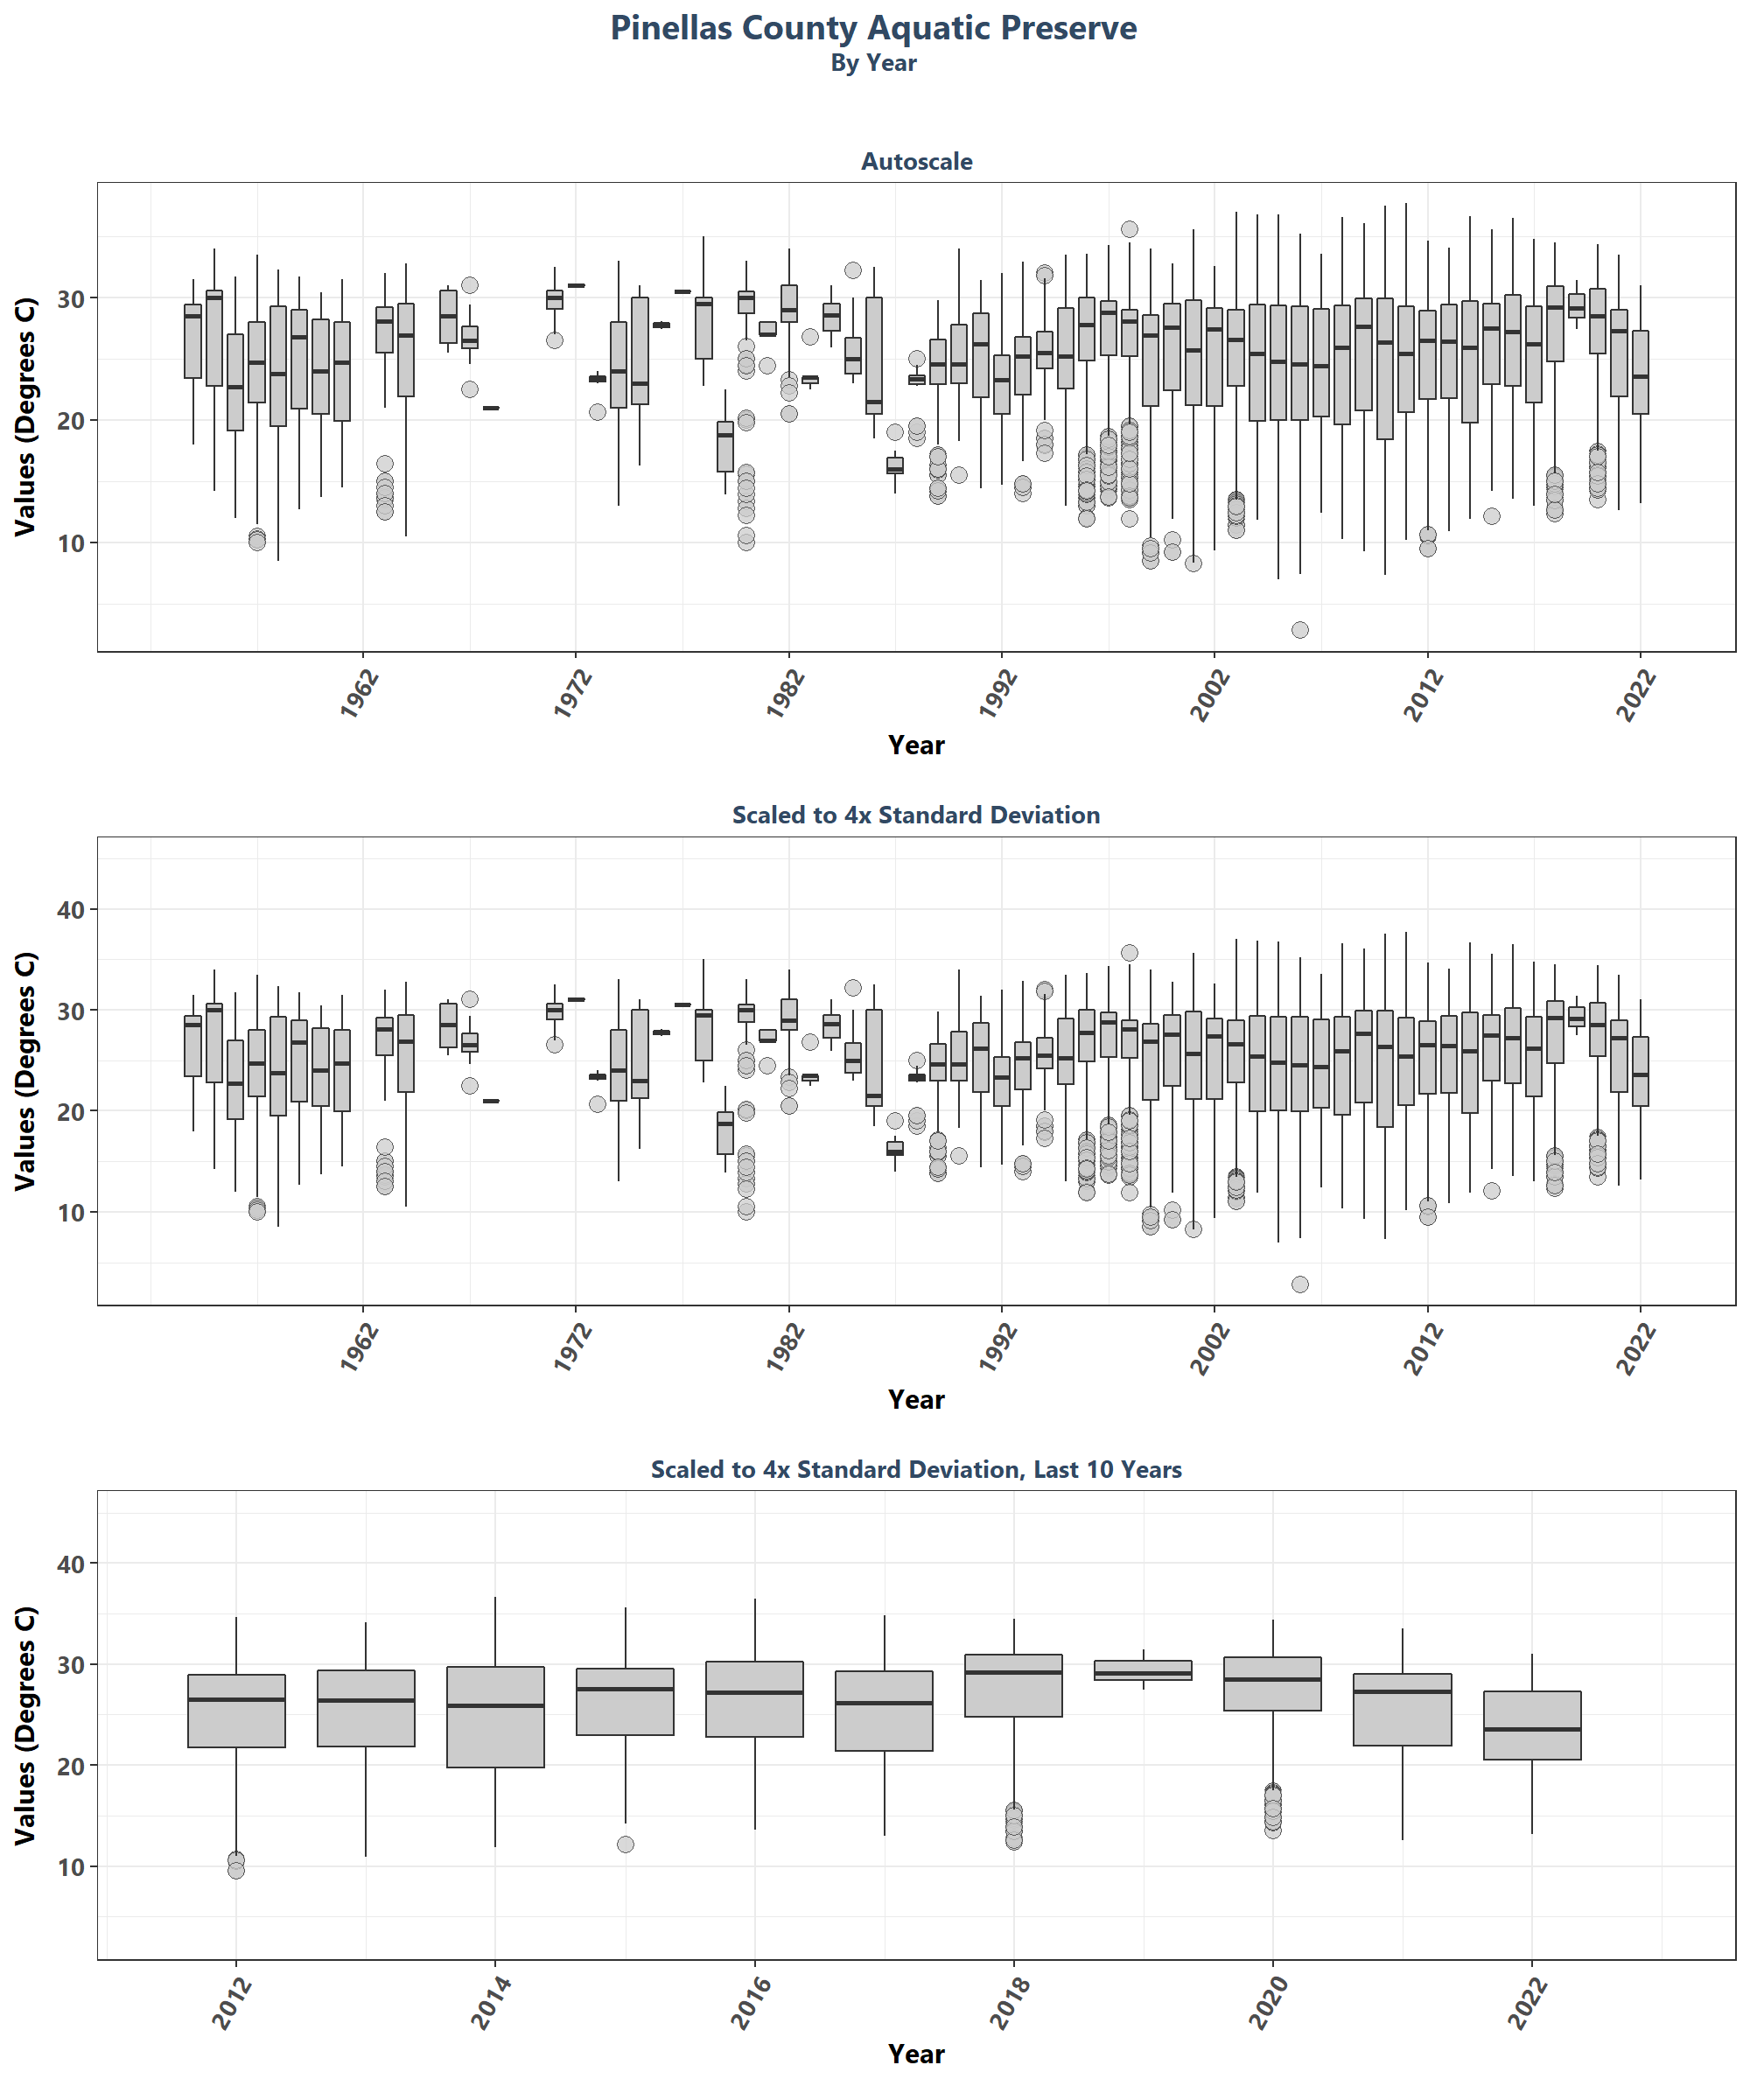 Pinellas County Aquatic Preserve
By Year
Autoscale
Values (Degrees C)
30
20
10
1962
1972
1982
1992
2002
2012
2022
Year
Scaled to 4x Standard Deviation
Values (Degrees C)
40
30
20
10
1962
1972
1982
1992
2002
2012
2022
Year
Scaled to 4x Standard Deviation, Last 10 Years
Values (Degrees C)
40
30
20
10
2012
2014
2016
2018
2020
2022
Year